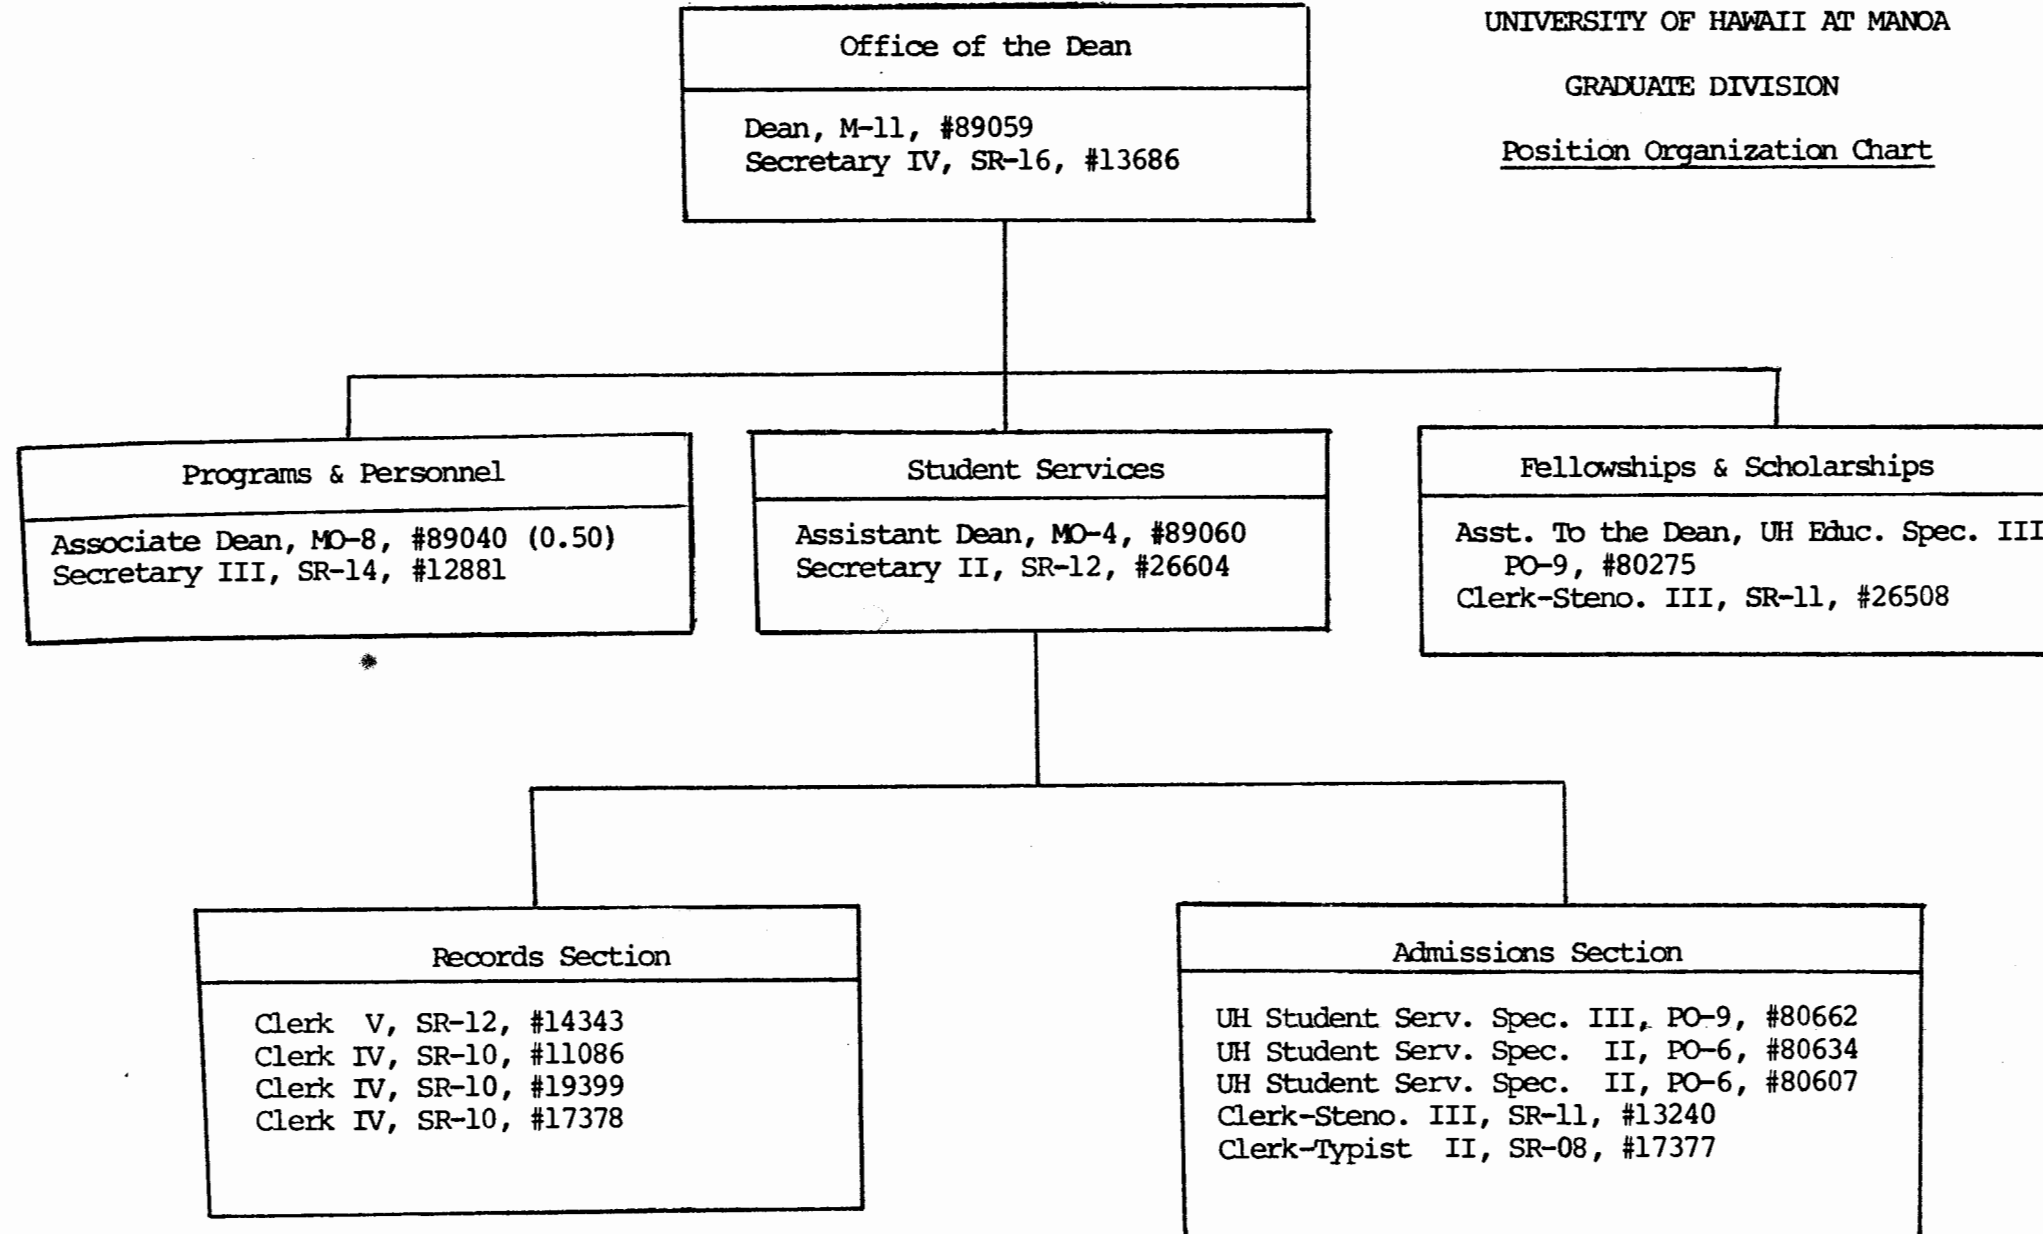 UNIVERSITY OF HAWAII AT MANOA
GRADUATE DIVISION
Position Organization Chart
Office of the Dean
Dean, M-11, #89059
Secretary IV, SR-16, #13686
Programs & Personnel
Associate Dean, MO-8, #89040 (0.50)
Secretary III, SR-14, #12881
Student Services
Assistant Dean, MO-4, #89060
Secretary II, SR-12, #26604
Fellowships & Scholarships
Asst. To the Dean, UH Educ. Spec. III
PO-9, #80275
Clerk-Steno. III, SR-11, #26508
Records Section
Clerk V, SR-12, #14343
Clerk IV, SR-10, #11086
Clerk IV, SR-10, #19399
Clerk IV, SR-10, #17378
Admissions Section
UH Student Serv. Spec. III, PO-9, #80662
UH Student Serv. Spec. II, PO-6, #80634
UH Student Serv. Spec. II, PO-6, #80607
Clerk-Steno. III, SR-11, #13240
Clerk-Typist II, SR-08, #17377